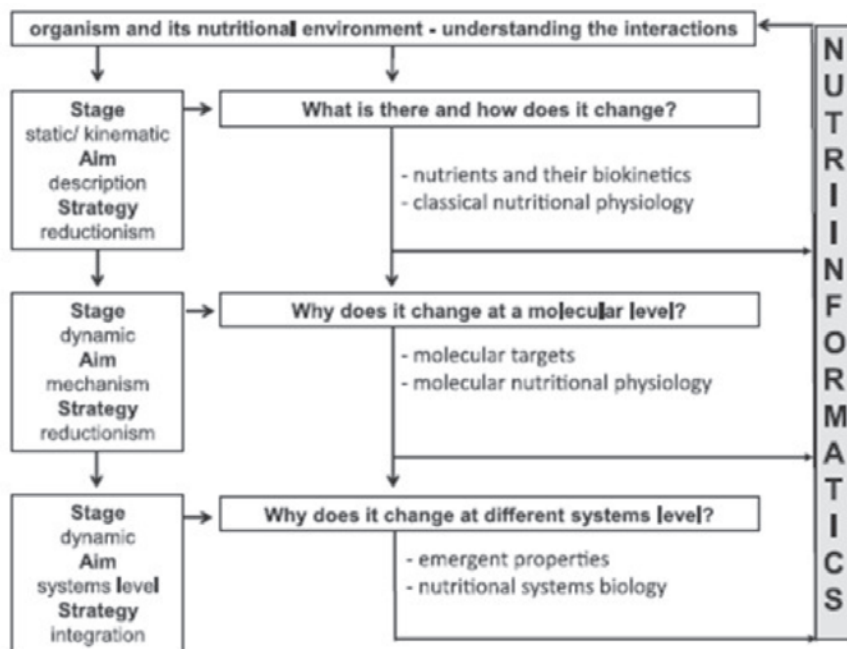 organism and its nutritional environment - understanding the interactions
Stage
static/ kinematic
Aim
description
Strategy
reductionism
What is there and how does it change?
- nutrients and their biokinetics
- classical nutritional physiology
Stage
dynamic
Aim
mechanism
Strategy
reductionism
Why does it change at a molecular level?
- molecular targets
- molecular nutritional physiology
Stage
dynamic
Aim
systems level
Strategy
integration
Why does it change at different systems level?
- emergent properties
- nutritional systems biology
N
U
T
R
I
I
N
F
O
R
M
A
T
I
C
S